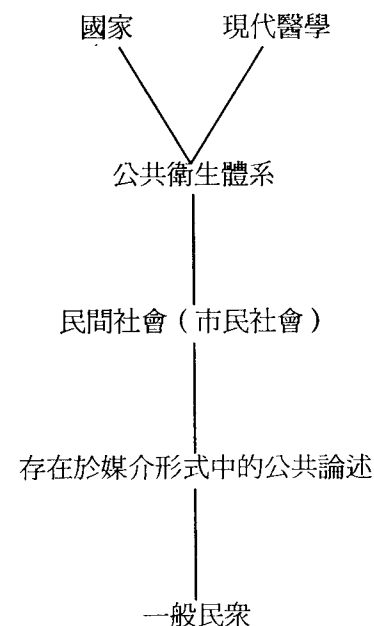 國家 現代醫學
公共衛生體系
民間社會（市民社會）
存在於媒介形式中的公共論述
一般民衆